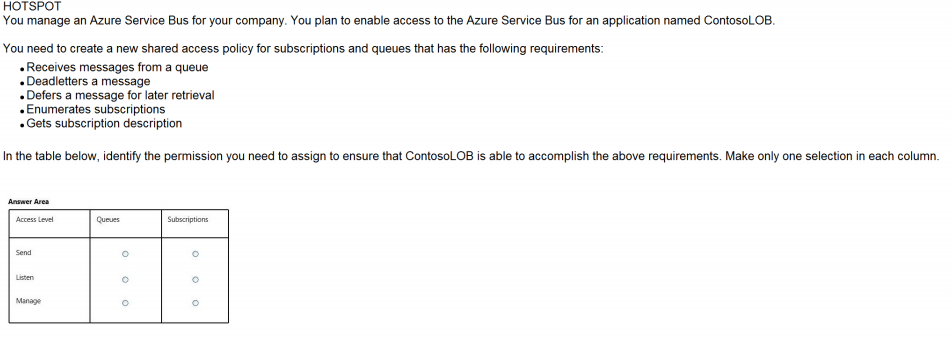 HOTSPOT
You manage an Azure Service Bus for your company. You plan to enable access to the Azure Service Bus for an application named ContosoLOB.
You need to create a new shared access policy for subscriptions and queues that has the following requirements:
• Receives messages from a queue
• Deadletters a message
• Defers a message for later retrieval
• Enumerates subscriptions
• Gets subscription description
In the table below, identify the permission you need to assign to ensure that ContosoLOB is able to accomplish the above requirements. Make only one selection in each column.
Answer Area
Access Level Queues Subscriptions
Send
Listen
Manage